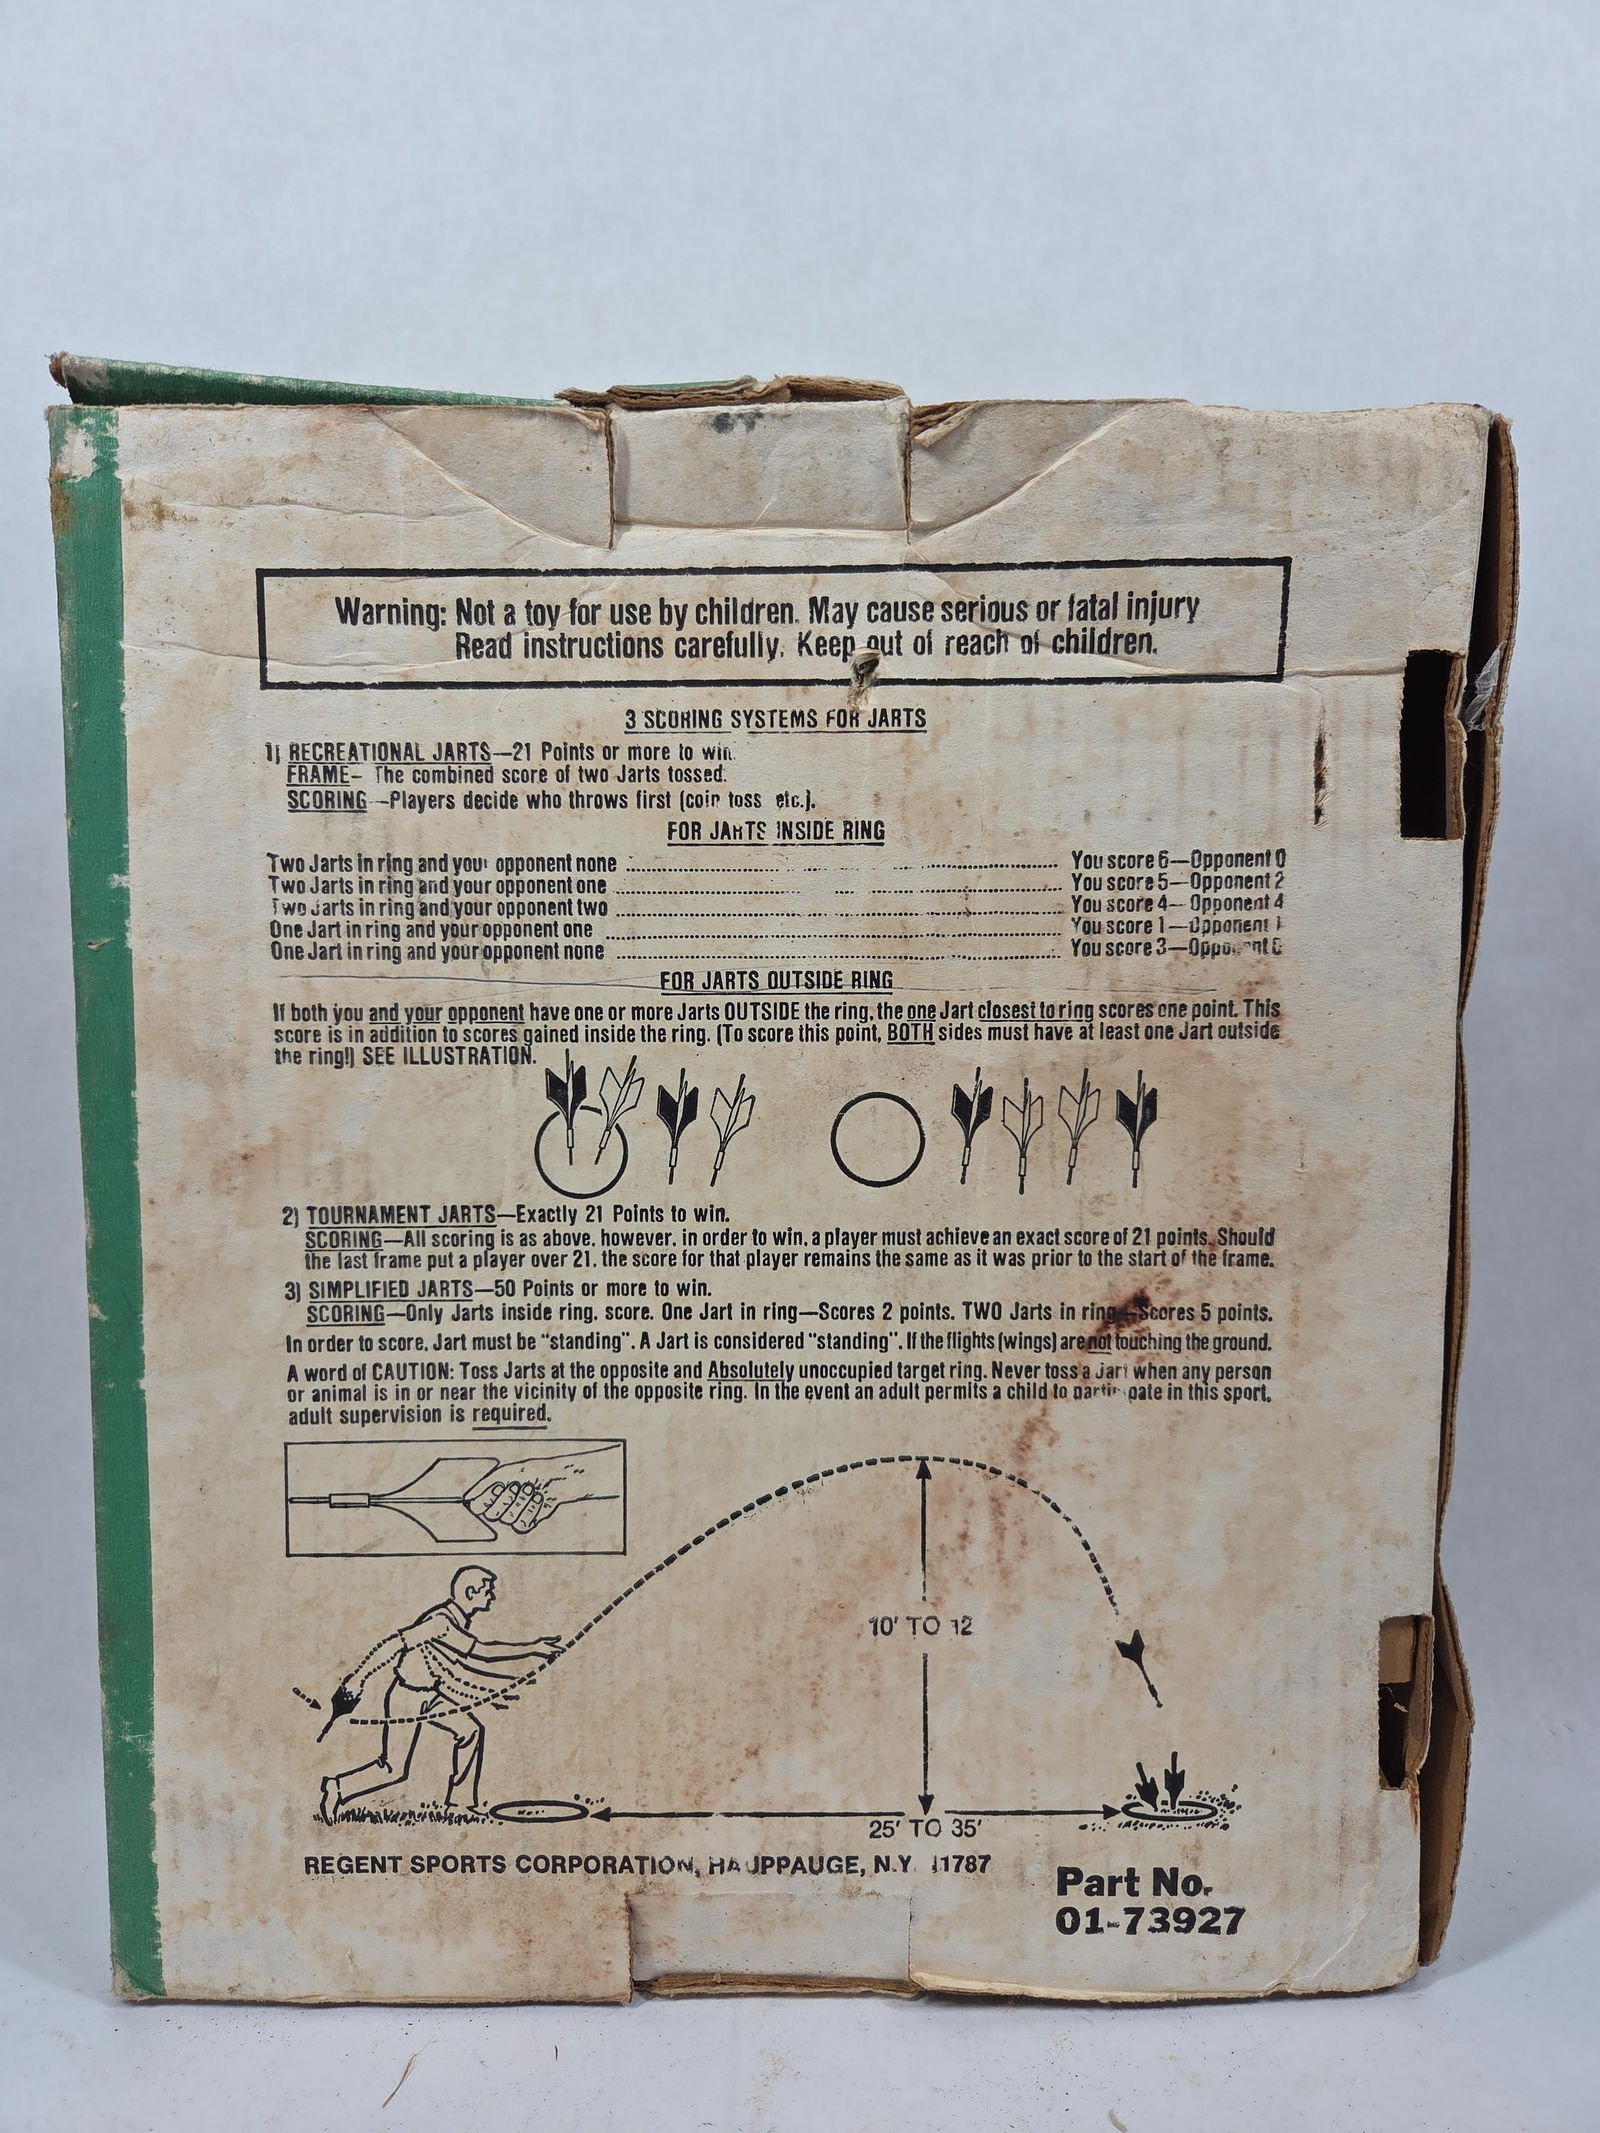 Warning: Not a toy for use by children. May cause serious or fatal injury
Read instructions carefully. Keep out of reach of children.
3 SCORING SYSTEMS FOR JARTS
1) RECREATIONAL JARTS—21 Points or more to win.
FRAME- The combined score of two Jarts tossed.
SCORING—Players decide who throws first (coin toss etc.).
FOR JARTS INSIDE RING
Two Jarts in ring and your opponent none ........ You score 6—Opponent 0
Two Jarts in ring and your opponent one ........ You score 5—Opponent 2
Two Jarts in ring and your opponent two ........ You score 4—Opponent 4
One Jart in ring and your opponent one ........ You score 1—Opponent 1
One Jart in ring and your opponent none ........ You score 3—Opponent 0
FOR JARTS OUTSIDE RING
If both you and your opponent have one or more Jarts OUTSIDE the ring, the one Jart closest to ring scores one point. This
score is in addition to scores gained inside the ring. (To score this point, BOTH sides must have at least one Jart outside
the ring!) SEE ILLUSTRATION.
2) TOURNAMENT JARTS—Exactly 21 Points to win.
SCORING—All scoring is as above, however, in order to win, a player must achieve an exact score of 21 points. Should
the last frame put a player over 21, the score for that player remains the same as it was prior to the start of the frame.
3) SIMPLIFIED JARTS—50 Points or more to win.
SCORING—Only Jarts inside ring, score. One Jart in ring—Scores 2 points. TWO Jarts in ring—Scores 5 points.
In order to score, Jart must be "standing". A Jart is considered "standing". If the flights (wings) are not touching the ground.
A word of CAUTION: Toss Jarts at the opposite and Absolutely unoccupied target ring. Never toss a Jart when any person
or animal is in or near the vicinity of the opposite ring. In the event an adult permits a child to participate in this sport,
adult supervision is required.
10' TO 12
25' TO 35'
REGENT SPORTS CORPORATION, HAUPPAUGE, N.Y. 11787
Part No.
01-73927